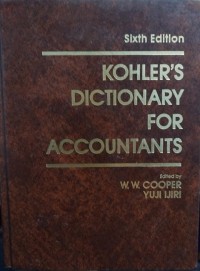 Sixth Edition
KOHLER'S
DICTIONARY
FOR
ACCOUNTANTS
Edited by
W. W. COOPER
YUJI IJIRI